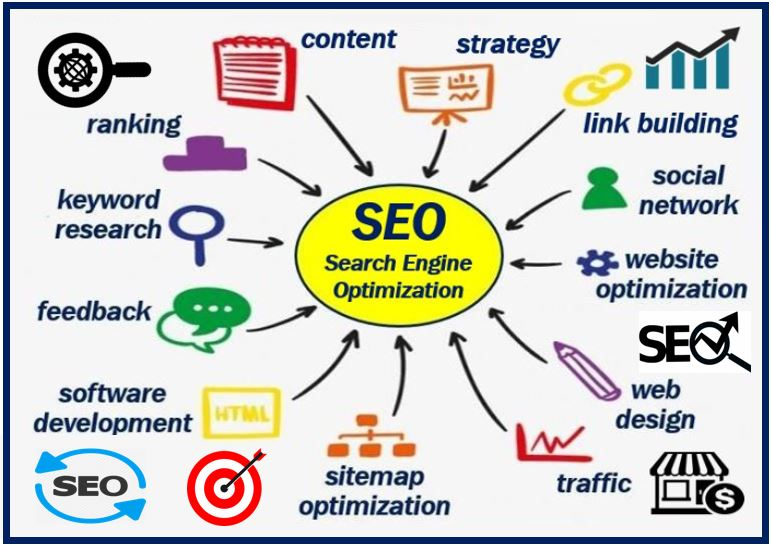 content
strategy
ranking
link building
keyword
research
social
network
SEO
Search Engine
Optimization
website
optimization
feedback
SEO
software
development
HTML
web
design
SEO
sitemap
optimization
traffic
$